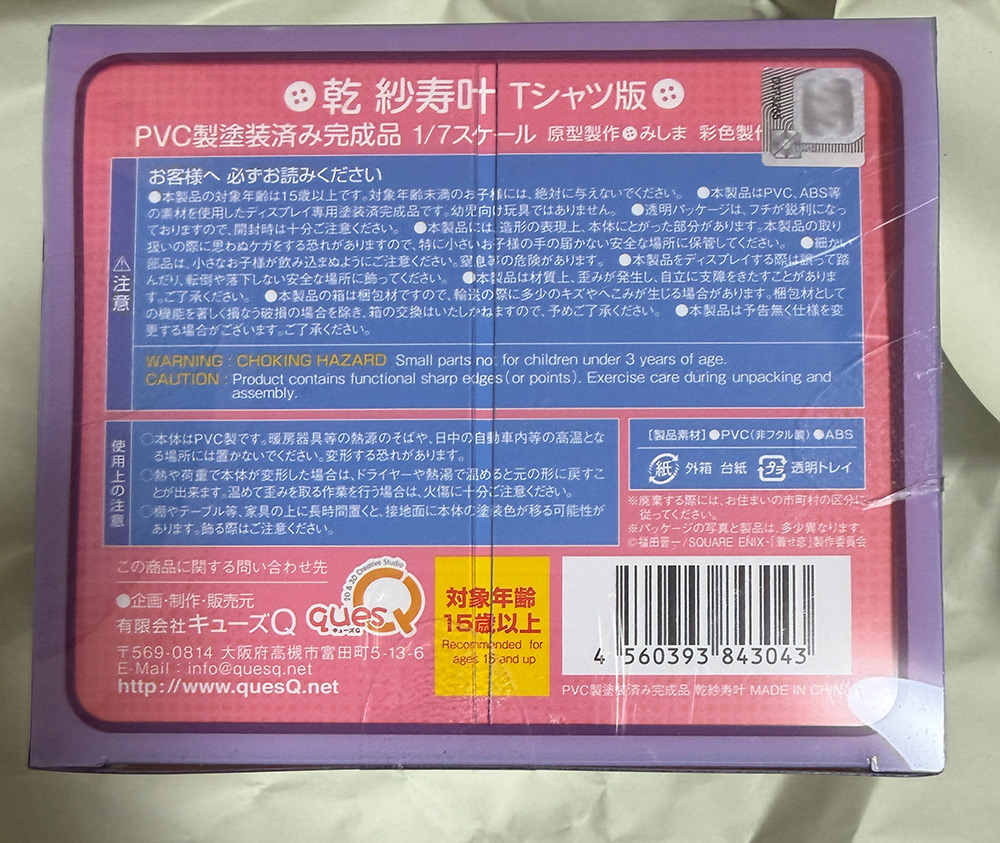 乾 紗寿叶 Tシャツ版
PVC製塗装済み完成品 1/7スケール 原型製作 みしま 彩色製作
お客様へ 必ずお読みください
●本製品の対象年齢は15歳以上です。対象年齢未満のお子様には、絶対に与えないでください。 ●本製品はPVC、ABS等
の素材を使用したディスプレイ専用塗装済完成品です。幼児向け玩具ではありません。 ●透明パッケージは、フチが鋭利になっ
ておりますので、開封時は十分ご注意ください。 ●本製品には、造形の表現上、本体にとがった部分があります。本製品の取り
扱いの際に思わぬケガをする恐れがありますので、特に小さいお子様の手の届かない安全な場所に保管してください。 ●細かい
部品は、小さなお子様が飲み込まぬようにご注意ください。窒息等の危険があります。 ●本製品をディスプレイする際は誤って踏
んだり、転倒や落下しない安全な場所に飾ってください。 ●本製品は材質上、歪みが発生し、自立に支障をきたすことがありま
す。ご了承ください。 ●本製品の箱は梱包材ですので、輸送の際に多少のキズやへこみが生じる場合があります。梱包材として
の機能を著しく損なう破損の場合を除き、箱の交換はいたしかねますので、予めご了承ください。 ●本製品は予告無く仕様を変
更する場合がございます。ご了承ください。
⚠注意
WARNING : CHOKING HAZARD Small parts not for children under 3 years of age.
CAUTION : Product contains functional sharp edges(or points). Exercise care during unpacking and
assembly.
使用上の注意
○本体はPVC製です。暖房器具等の熱源のそばや、日中の自動車内等の高温とな
る場所には置かないでください。変形する恐れがあります。
○熱や荷重で本体が変形した場合は、ドライヤーや熱湯で温めると元の形に戻すこ
とが出来ます。温めて歪みを取る作業を行う場合は、火傷に十分ご注意ください。
○棚やテーブル等、家具の上に長時間置くと、接地面に本体の塗装色が移る可能性が
あります。飾る際はご注意ください。
【製品素材】●PVC(非フタル酸)●ABS
紙 外箱 台紙 プラ 透明トレイ
※廃棄する際には、お住まいの市町村の区分に
従ってください。
※パッケージの写真と製品は、多少異なります。
©福田晋一/SQUARE ENIX・「着せ恋」製作委員会
この商品に関する問い合わせ先
●企画・制作・販売元
有限会社キューズQ
〒569-0814 大阪府高槻市富田町5-13-6
E-Mail : info@quesq.net
http://www.quesQ.net
2D & 3D Creative Studio
quesQ
キューズQ
対象年齢
15歳以上
Recommended for
ages 15 and up
4 560393 843043
PVC製塗装済み完成品 乾紗寿叶 MADE IN CHINA